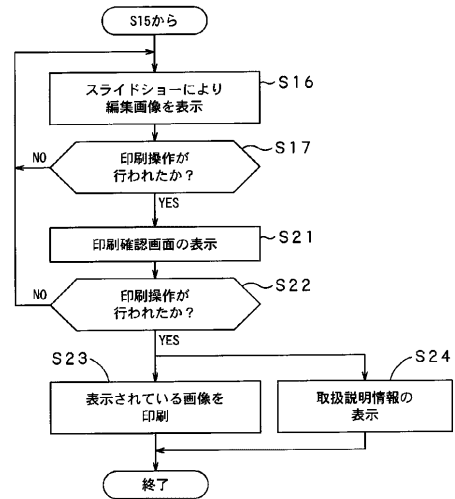 S15から
スライドショーにより
編集画像を表示
S16
印刷操作が
行われたか？
S17
NO
YES
印刷確認画面の表示
S21
印刷操作が
行われたか？
S22
NO
YES
S23
表示されている画像を
印刷
S24
取扱説明情報の
表示
終了